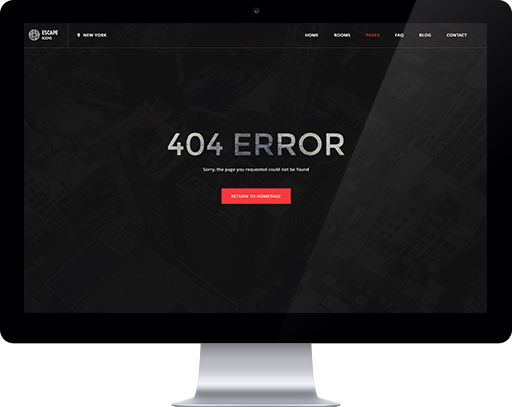 ESCAPE
ROOMS
NEW YORK
HOME ROOMS PAGES FAQ BLOG CONTACT
404 ERROR
Sorry, the page you requested could not be found
RETURN TO HOMEPAGE